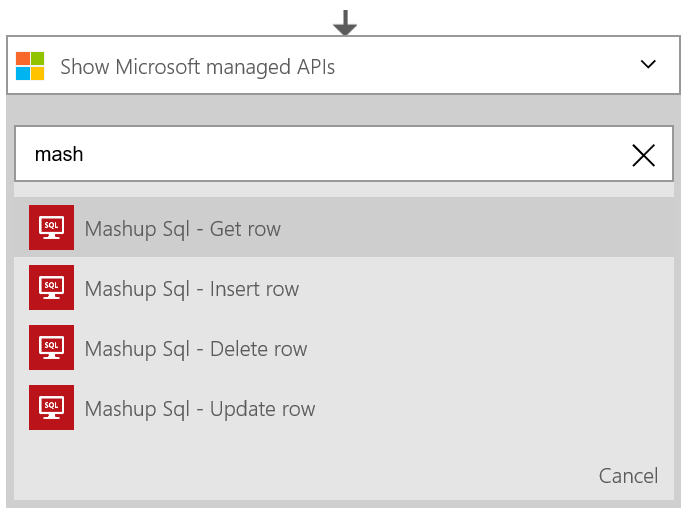 Show Microsoft managed APIs
mash
SQL Mashup Sql - Get row
SQL Mashup Sql - Insert row
SQL Mashup Sql - Delete row
SQL Mashup Sql - Update row
Cancel